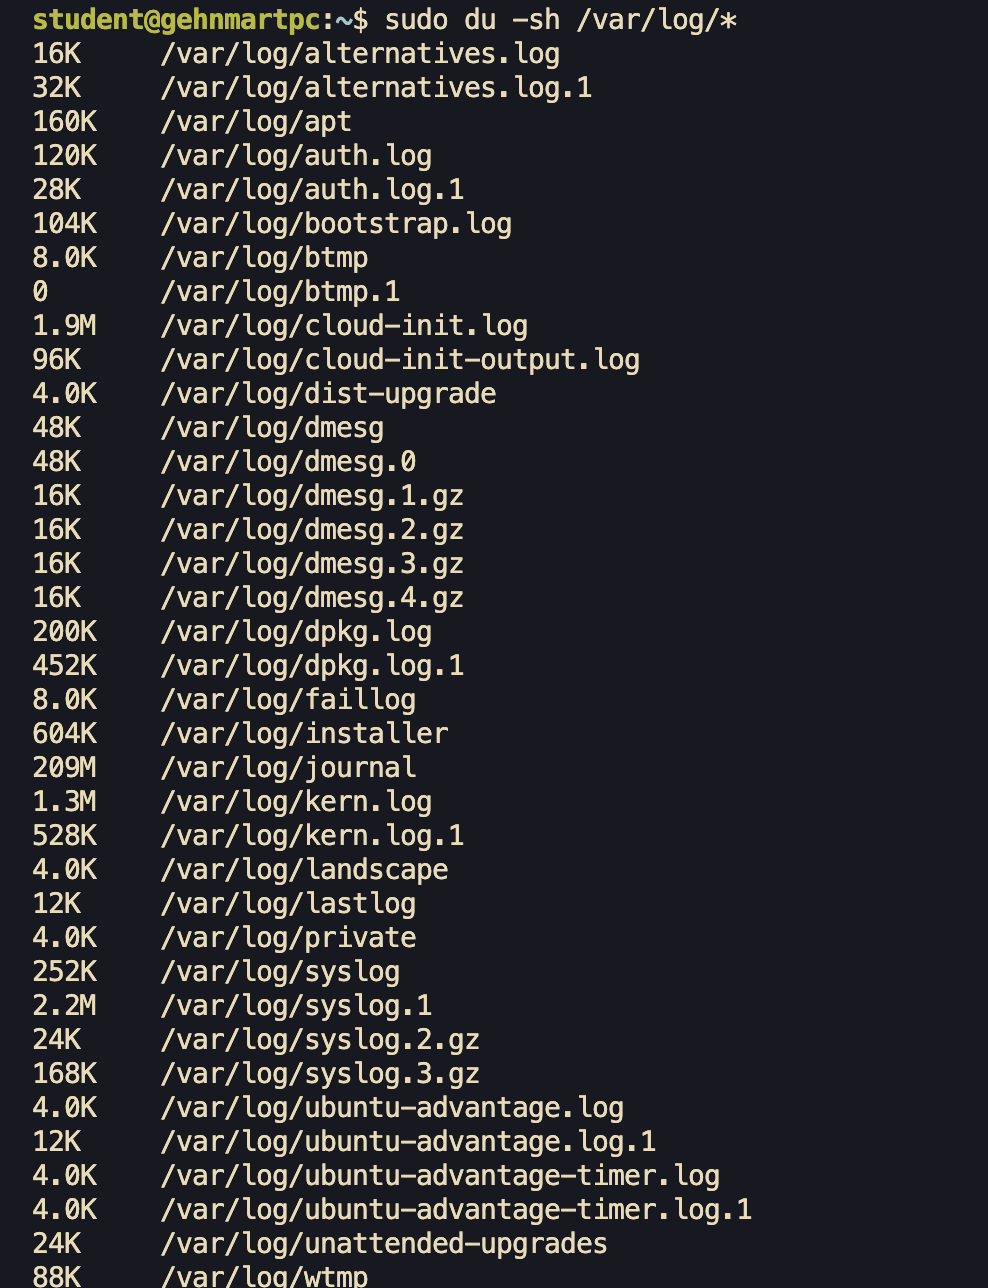 student@gehnmartpc:~$ sudo du -sh /var/log/*
16K /var/log/alternatives.log
32K /var/log/alternatives.log.1
160K /var/log/apt
120K /var/log/auth.log
28K /var/log/auth.log.1
104K /var/log/bootstrap.log
8.0K /var/log/btmp
0 /var/log/btmp.1
1.9M /var/log/cloud-init.log
96K /var/log/cloud-init-output.log
4.0K /var/log/dist-upgrade
48K /var/log/dmesg
48K /var/log/dmesg.0
16K /var/log/dmesg.1.gz
16K /var/log/dmesg.2.gz
16K /var/log/dmesg.3.gz
16K /var/log/dmesg.4.gz
200K /var/log/dpkg.log
452K /var/log/dpkg.log.1
8.0K /var/log/faillog
604K /var/log/installer
209M /var/log/journal
1.3M /var/log/kern.log
528K /var/log/kern.log.1
4.0K /var/log/landscape
12K /var/log/lastlog
4.0K /var/log/private
252K /var/log/syslog
2.2M /var/log/syslog.1
24K /var/log/syslog.2.gz
168K /var/log/syslog.3.gz
4.0K /var/log/ubuntu-advantage.log
12K /var/log/ubuntu-advantage.log.1
4.0K /var/log/ubuntu-advantage-timer.log
4.0K /var/log/ubuntu-advantage-timer.log.1
24K /var/log/unattended-upgrades
88K /var/log/wtmp